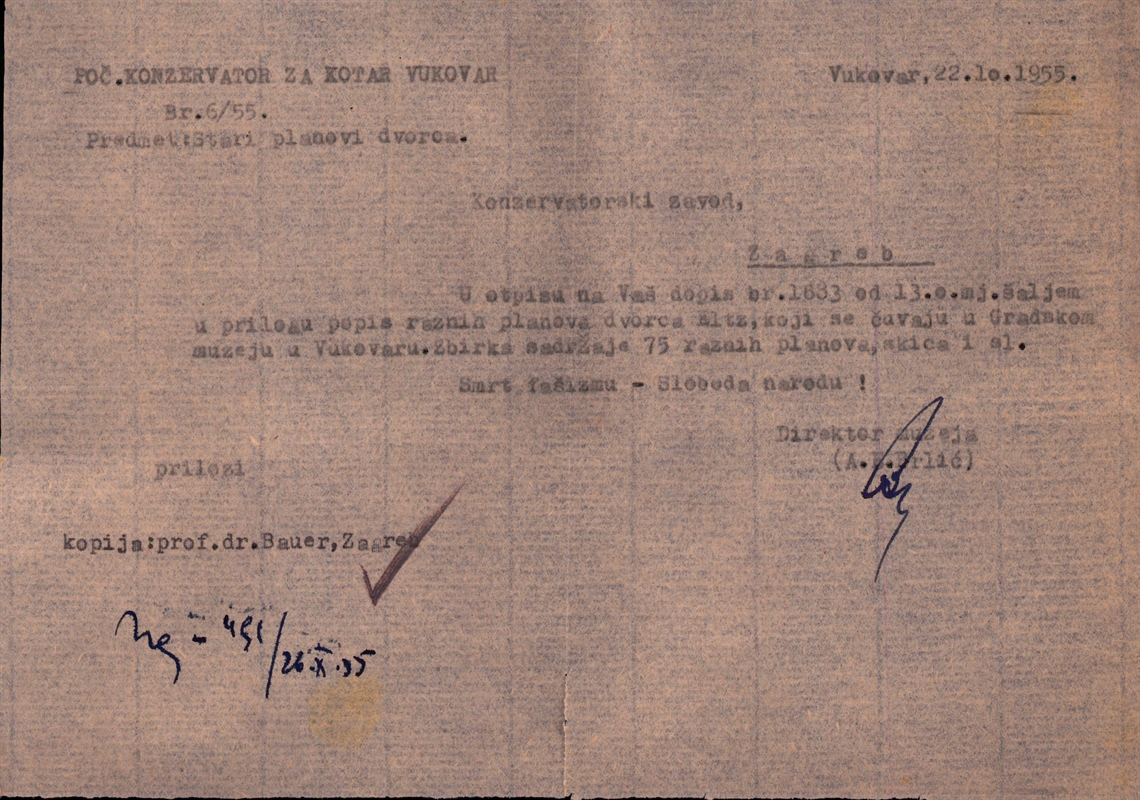 POČ.KONZERVATOR ZA KOTAR VUKOVAR
Vukovar,22.lo.1955.
Br.6/55.
Predmet:Stari planovi dvorca.
Konzervatorski zavod,
Zagreb
U otpisu na Vaš dopis br.1633 od 13.o.mj.šaljem
u prilogu popis raznih planova dvorca Eltz,koji se čuvaju u Gradskom
muzeju u Vukovaru.Zbirka sadržaje 75 raznih planova,skica i sl.
Smrt fašizmu - Sloboda narodu !
Direktor muzeja
(A.E.Brlić)
prilozi
kopija:prof.dr.Bauer,Zagreb
491/26.X.55